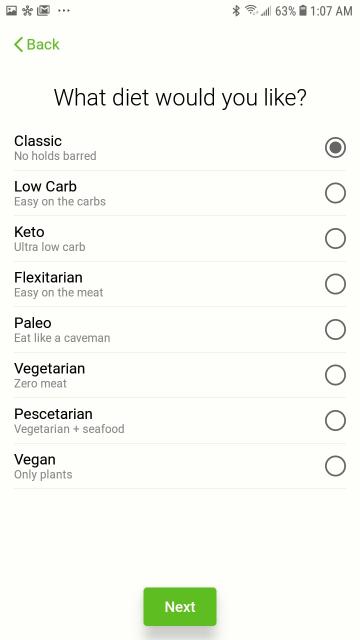 63% 1:07 AM
Back
What diet would you like?
Classic
No holds barred
Low Carb
Easy on the carbs
Keto
Ultra low carb
Flexitarian
Easy on the meat
Paleo
Eat like a caveman
Vegetarian
Zero meat
Pescetarian
Vegetarian + seafood
Vegan
Only plants
Next